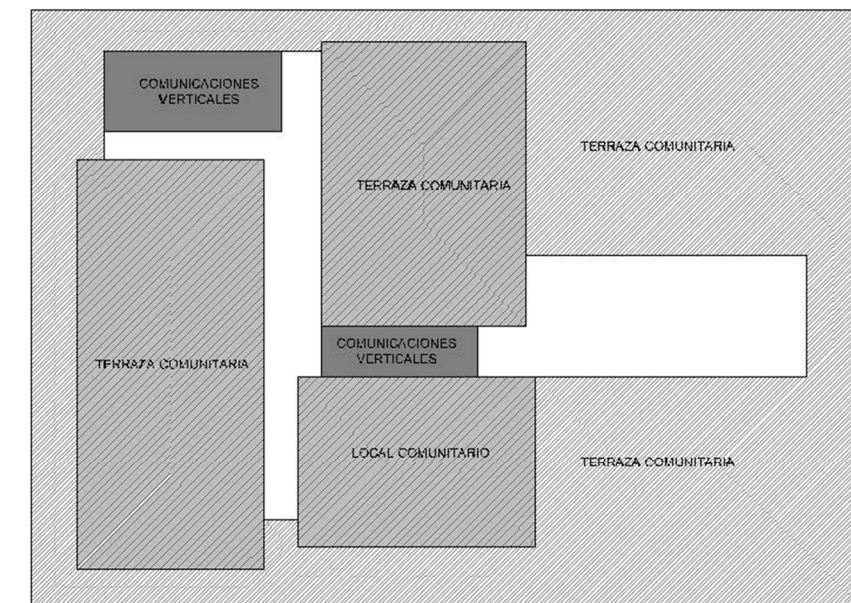 COMUNICACIONES
VERTICALES
TERRAZA COMUNITARIA
TERRAZA COMUNITARIA
COMUNICACIONES
VERTICALES
TERRAZA COMUNITARIA
LOCAL COMUNITARIO
TERRAZA COMUNITARIA